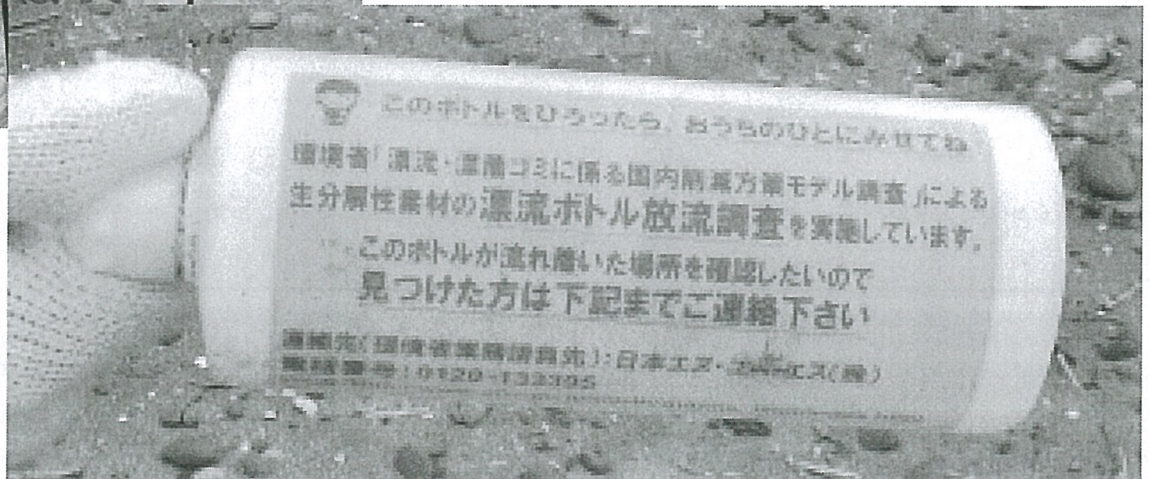 このボトルをひろったら、おうちのひとにみせてね
環境省「漂流・漂着ゴミに係る国内削減方策モデル調査」による
生分解性素材の漂流ボトル放流調査を実施しています。
このボトルが流れ着いた場所を確認したいので
見つけた方は下記までご連絡下さい
連絡先(環境省業務請負先):日本エヌ・ユー・エス(株)
電話番号:0120-133395